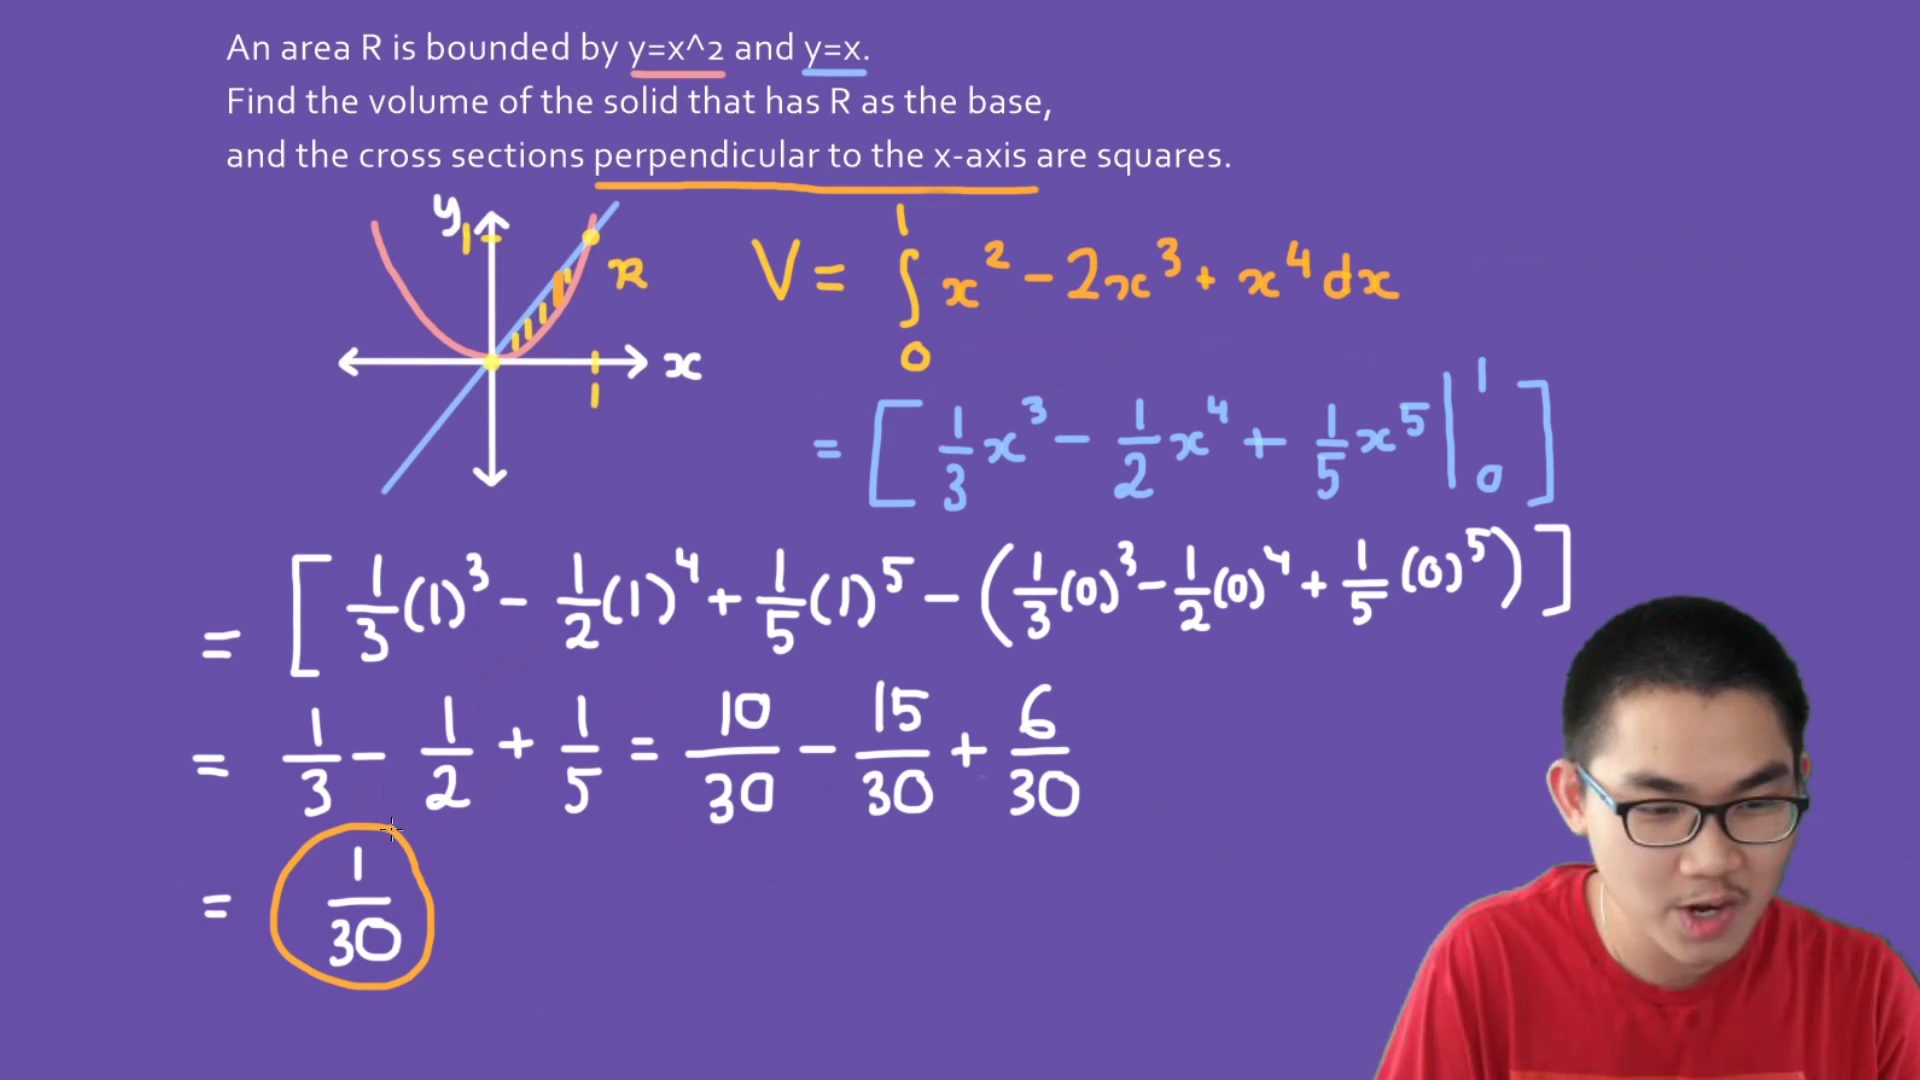 An area R is bounded by y=x^2 and y=x.
Find the volume of the solid that has R as the base,
and the cross sections perpendicular to the x-axis are squares.
y
1
R
x
1
V = ∫₀¹ x² - 2x³ + x⁴ dx
= [ 1/3 x³ - 1/2 x⁴ + 1/5 x⁵ |₀¹ ]
= [ 1/3 (1)³ - 1/2 (1)⁴ + 1/5 (1)⁵ - ( 1/3 (0)³ - 1/2 (0)⁴ + 1/5 (0)⁵ ) ]
= 1/3 - 1/2 + 1/5 = 10/30 - 15/30 + 6/30
= 1/30